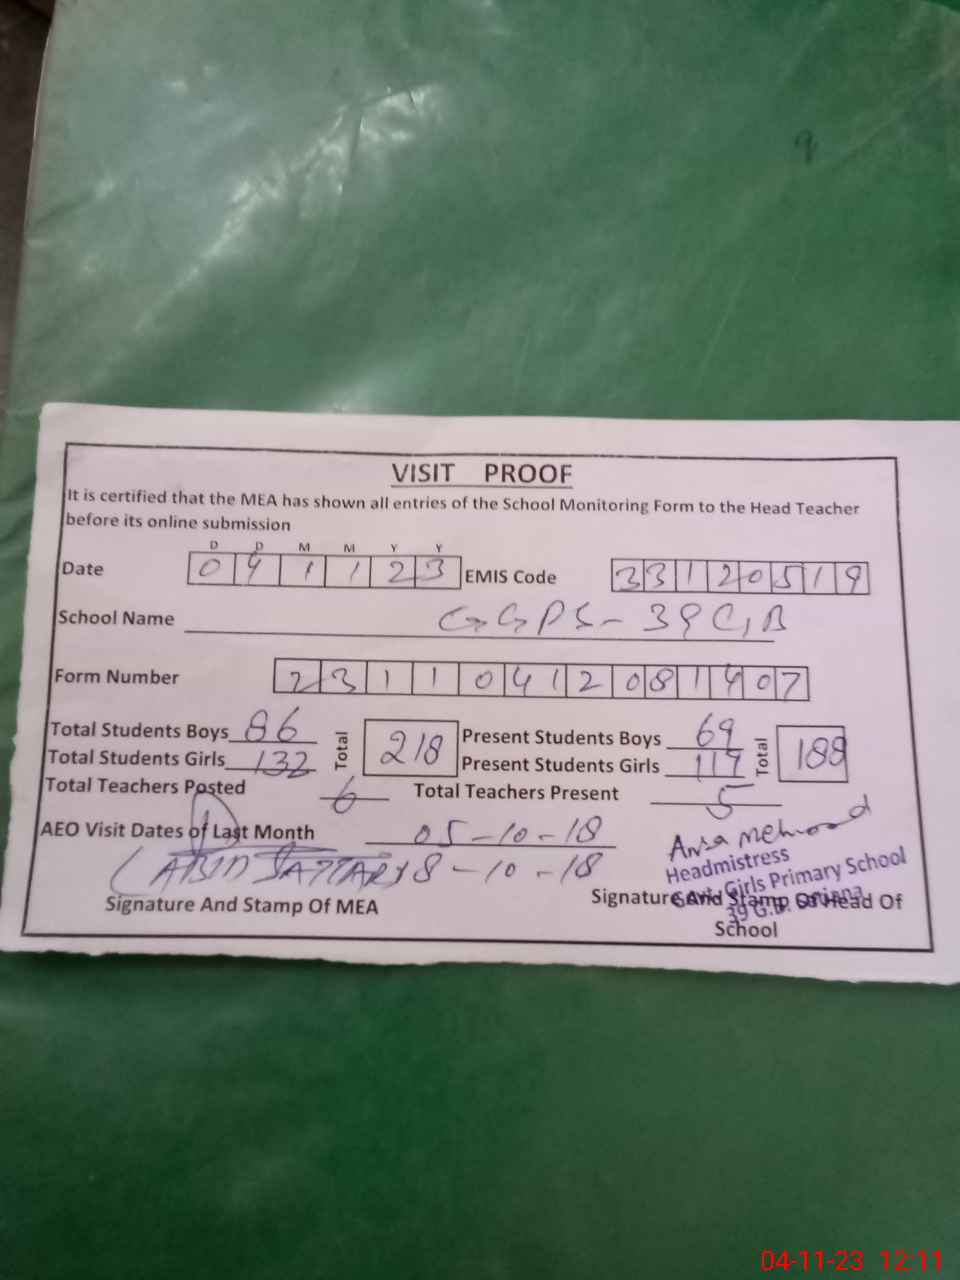 VISIT PROOF
It is certified that the MEA has shown all entries of the School Monitoring Form to the Head Teacher
before its online submission
D D M M Y Y
Date 0 4 1 1 2 3 EMIS Code 3 3 1 2 0 5 1 9
School Name GGPS-39 GB
Form Number 2 3 1 1 0 4 1 2 0 8 1 4 0 7
Total Students Boys 86 Total 218 Present Students Boys 69 Total 188
Total Students Girls 132 Present Students Girls 119
Total Teachers Posted 6 Total Teachers Present 5
AEO Visit Dates of Last Month 05-10-18
(ABID SATTAR) 18-10-18
Headmistress
Girls Primary School
39 G.B.
Signature And Stamp Of MEA
Signature And Stamp Of Head Of
School
04-11-23 12:11